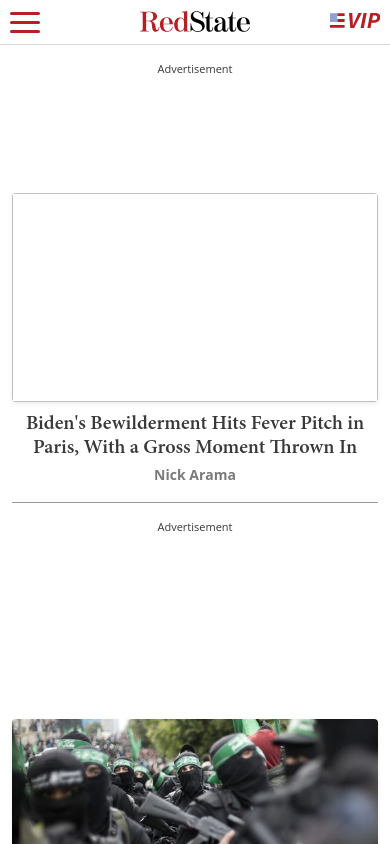 RedState
VIP
Advertisement
Biden's Bewilderment Hits Fever Pitch in
Paris, With a Gross Moment Thrown In
Nick Arama
Advertisement